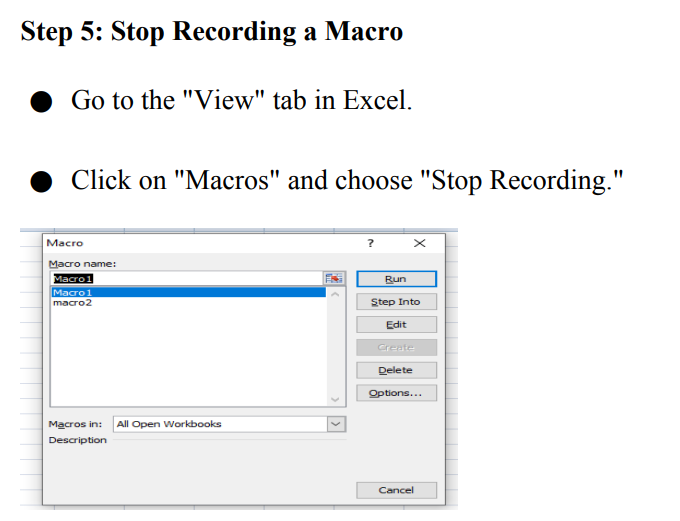 Step 5: Stop Recording a Macro
● Go to the "View" tab in Excel.
● Click on "Macros" and choose "Stop Recording."
Macro ? ×
Macro name:
Macro1
Run
Macro1
macro2
Step Into
Edit
Create
Delete
Options...
Macros in: All Open Workbooks
Description
Cancel